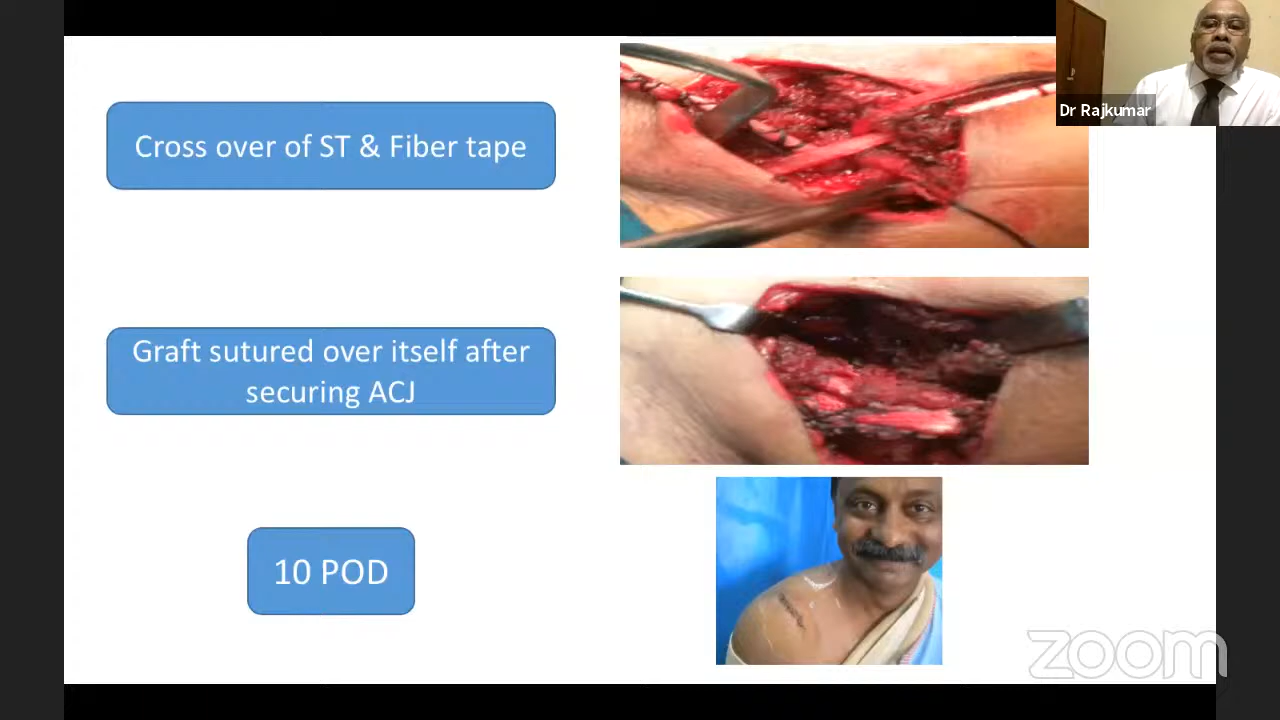 Dr Rajkumar
Cross over of ST & Fiber tape
Graft sutured over itself after
securing ACJ
10 POD
zoom